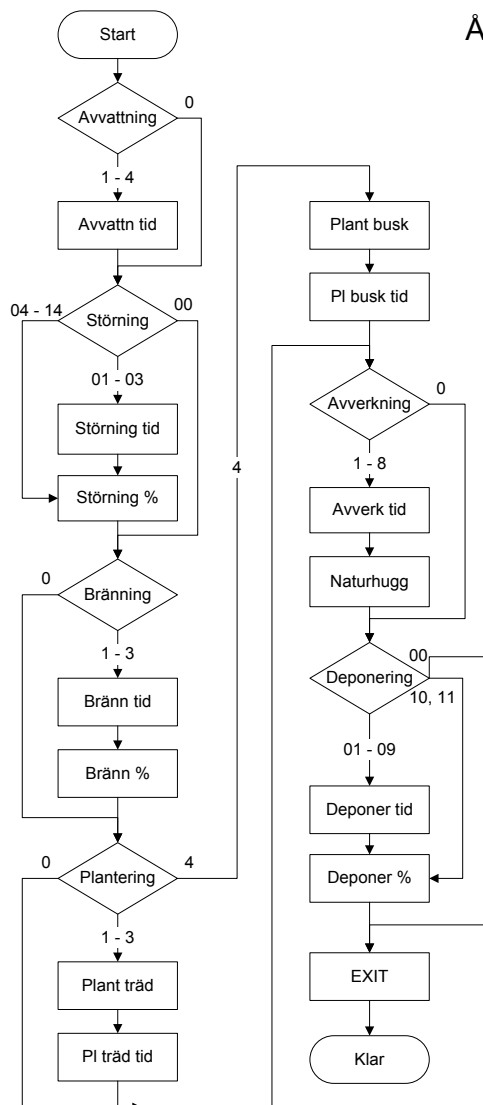 Å
Start
Avvattning
0
1 - 4
Avvattn tid
04 - 14
Störning
00
01 - 03
Störning tid
Störning %
0
Bränning
1 - 3
Bränn tid
Bränn %
0
Plantering
4
1 - 3
Plant träd
Pl träd tid
4
Plant busk
Pl busk tid
Avverkning
0
1 - 8
Avverk tid
Naturhugg
Deponering
00
10, 11
01 - 09
Deponer tid
Deponer %
EXIT
Klar